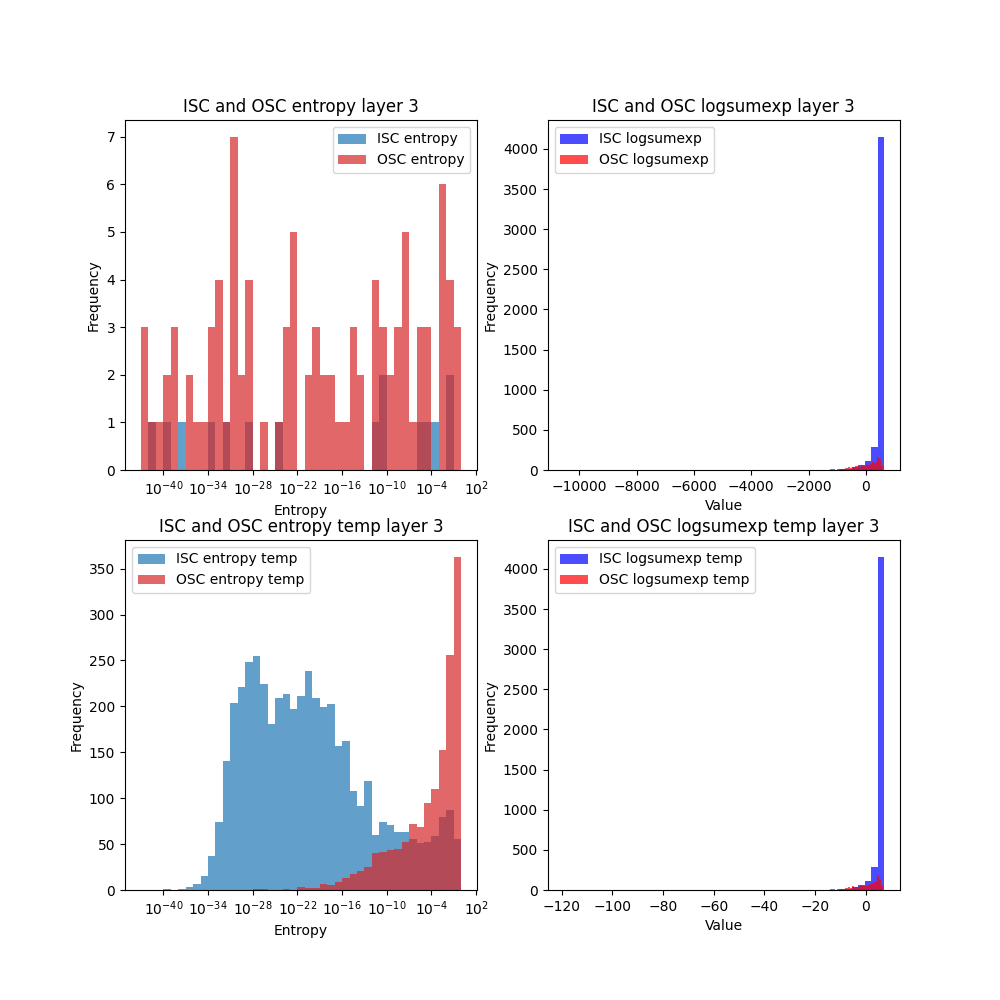 ISC and OSC entropy layer 3
ISC entropy
OSC entropy
Frequency
7
6
5
4
3
2
1
0
10⁻⁴⁰ 10⁻³⁴ 10⁻²⁸ 10⁻²² 10⁻¹⁶ 10⁻¹⁰ 10⁻⁴ 10²
Entropy
ISC and OSC logsumexp layer 3
ISC logsumexp
OSC logsumexp
Frequency
4000
3500
3000
2500
2000
1500
1000
500
0
−10000 −8000 −6000 −4000 −2000 0
Value
ISC and OSC entropy temp layer 3
ISC entropy temp
OSC entropy temp
Frequency
350
300
250
200
150
100
50
0
10⁻⁴⁰ 10⁻³⁴ 10⁻²⁸ 10⁻²² 10⁻¹⁶ 10⁻¹⁰ 10⁻⁴ 10²
Entropy
ISC and OSC logsumexp temp layer 3
ISC logsumexp temp
OSC logsumexp temp
Frequency
4000
3500
3000
2500
2000
1500
1000
500
0
−120 −100 −80 −60 −40 −20 0
Value